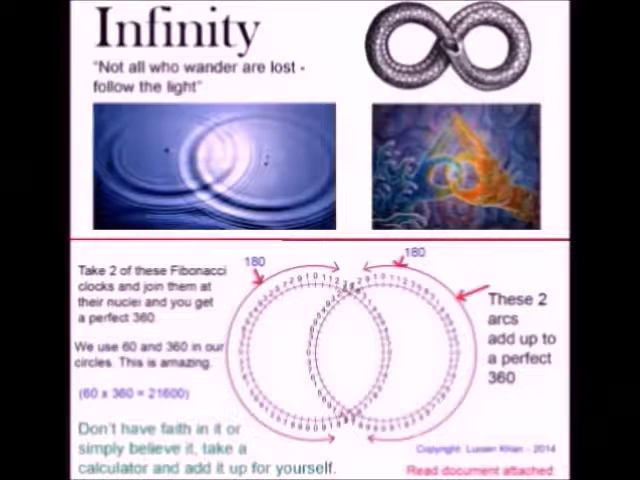 Infinity
"Not all who wander are lost -
follow the light"
180
180
Take 2 of these Fibonacci
clocks and join them at
their nuclei and you get
a perfect 360.
We use 60 and 360 in our
circles. This is amazing.
(60 x 360 = 21600)
Don't have faith in it or
simply believe it, take a
calculator and add it up for yourself.
These 2
arcs
add up to
a perfect
360
Copyright: Khan - 2014
Read document attached